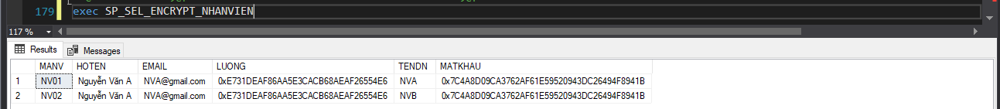 179 exec SP_SEL_ENCRYPT_NHANVIEN
117 %
Results Messages
MANV HOTEN EMAIL LUONG TENDN MATKHAU
1 NV01 Nguyễn Văn A NVA@gmail.com 0xE731DEAF86AA5E3CACB68AEAF26554E6 NVA 0x7C4A8D09CA3762AF61E59520943DC26494F8941B
2 NV02 Nguyễn Văn A NVA@gmail.com 0xE731DEAF86AA5E3CACB68AEAF26554E6 NVB 0x7C4A8D09CA3762AF61E59520943DC26494F8941B